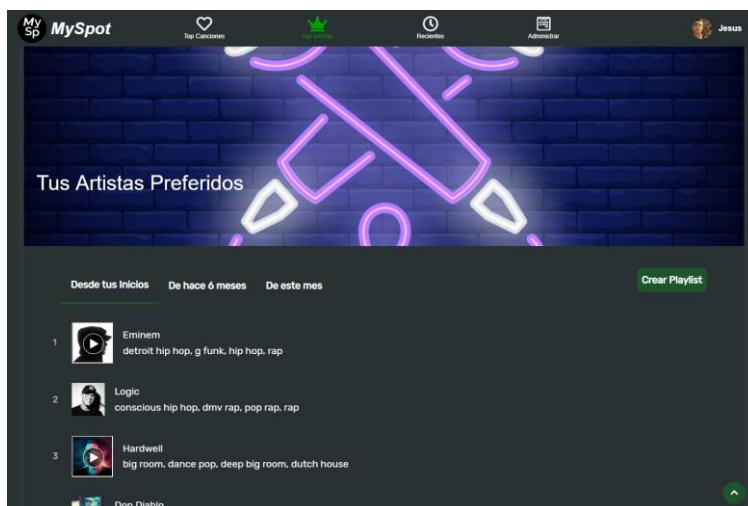 My
Sp
MySpot
Top Canciones
Top artistas
Recientes
Administrar
Jesus
Tus Artistas Preferidos
Desde tus Inicios
De hace 6 meses
De este mes
Crear Playlist
1
Eminem
detroit hip hop, g funk, hip hop, rap
2
Logic
conscious hip hop, dmv rap, pop rap, rap
3
Hardwell
big room, dance pop, deep big room, dutch house
Don Diablo